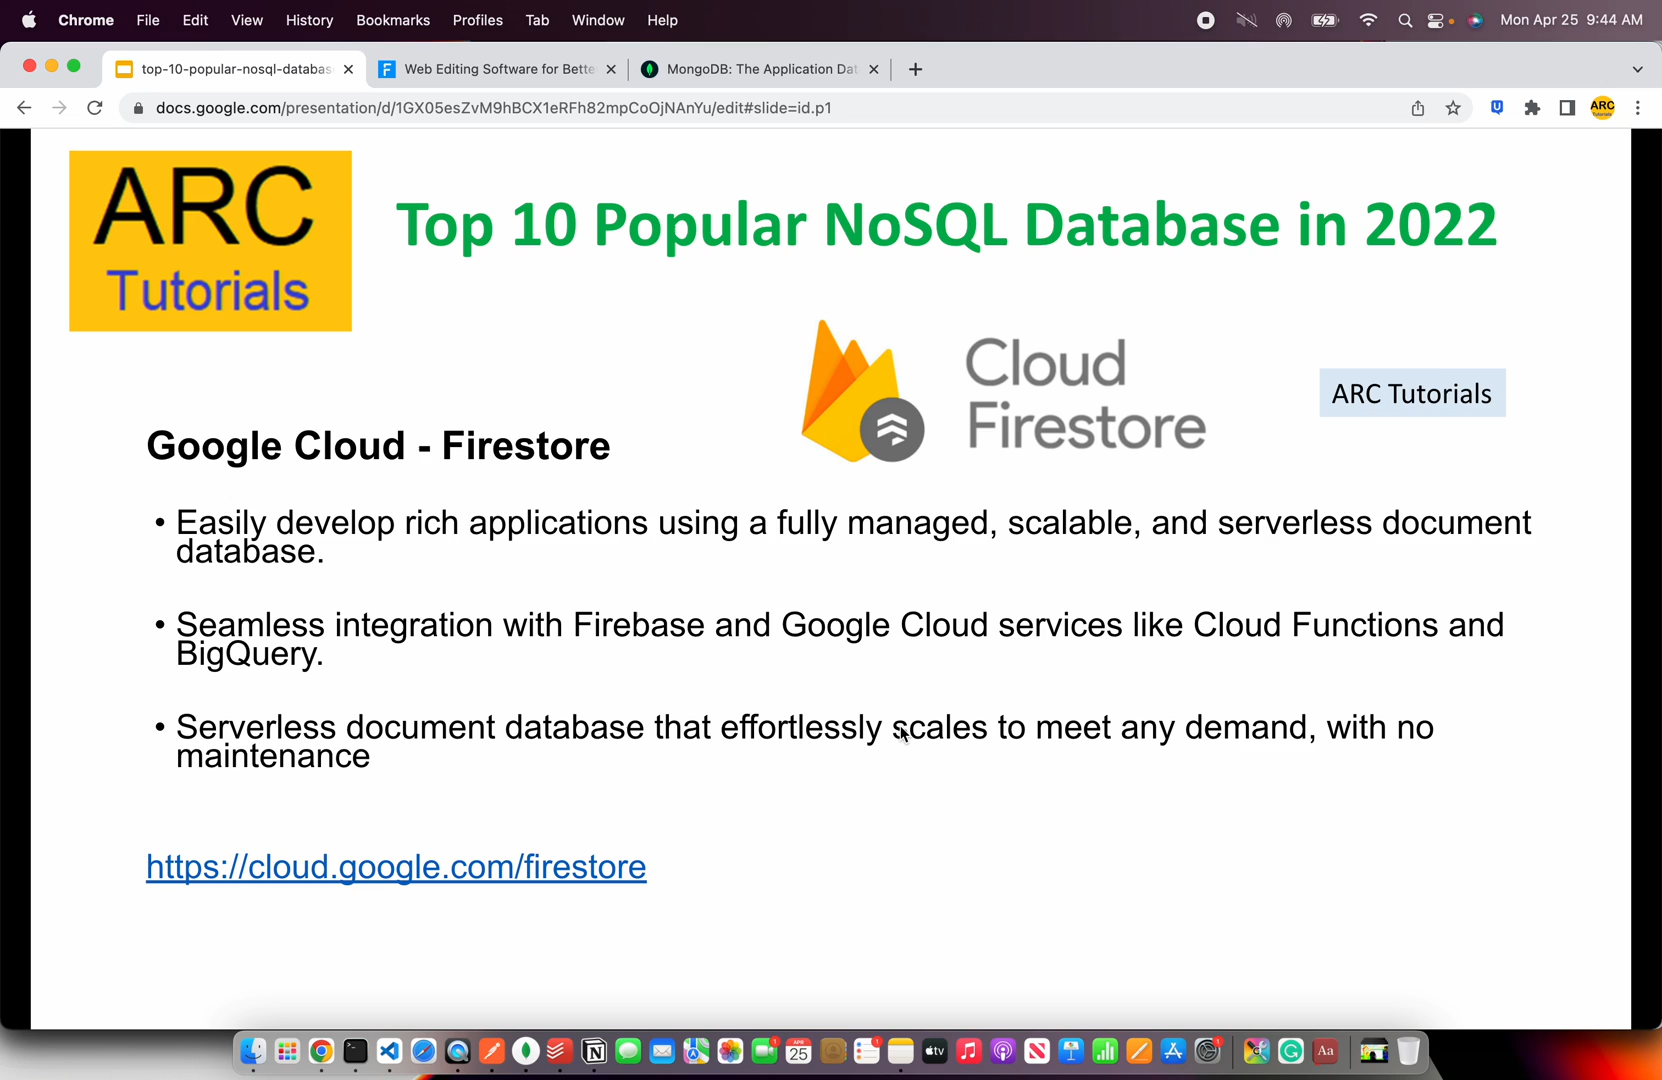 Chrome File Edit View History Bookmarks Profiles Tab Window Help Mon Apr 25 9:44 AM
top-10-popular-nosql-databas Web Editing Software for Bette MongoDB: The Application Dat
docs.google.com/presentation/d/1GX05esZvM9hBCX1eRFh82mpCoOjNAnYu/edit#slide=id.p1
ARC
Tutorials
Top 10 Popular NoSQL Database in 2022
Cloud
Firestore
ARC Tutorials
Google Cloud - Firestore
• Easily develop rich applications using a fully managed, scalable, and serverless document
database.
• Seamless integration with Firebase and Google Cloud services like Cloud Functions and
BigQuery.
• Serverless document database that effortlessly scales to meet any demand, with no
maintenance
https://cloud.google.com/firestore